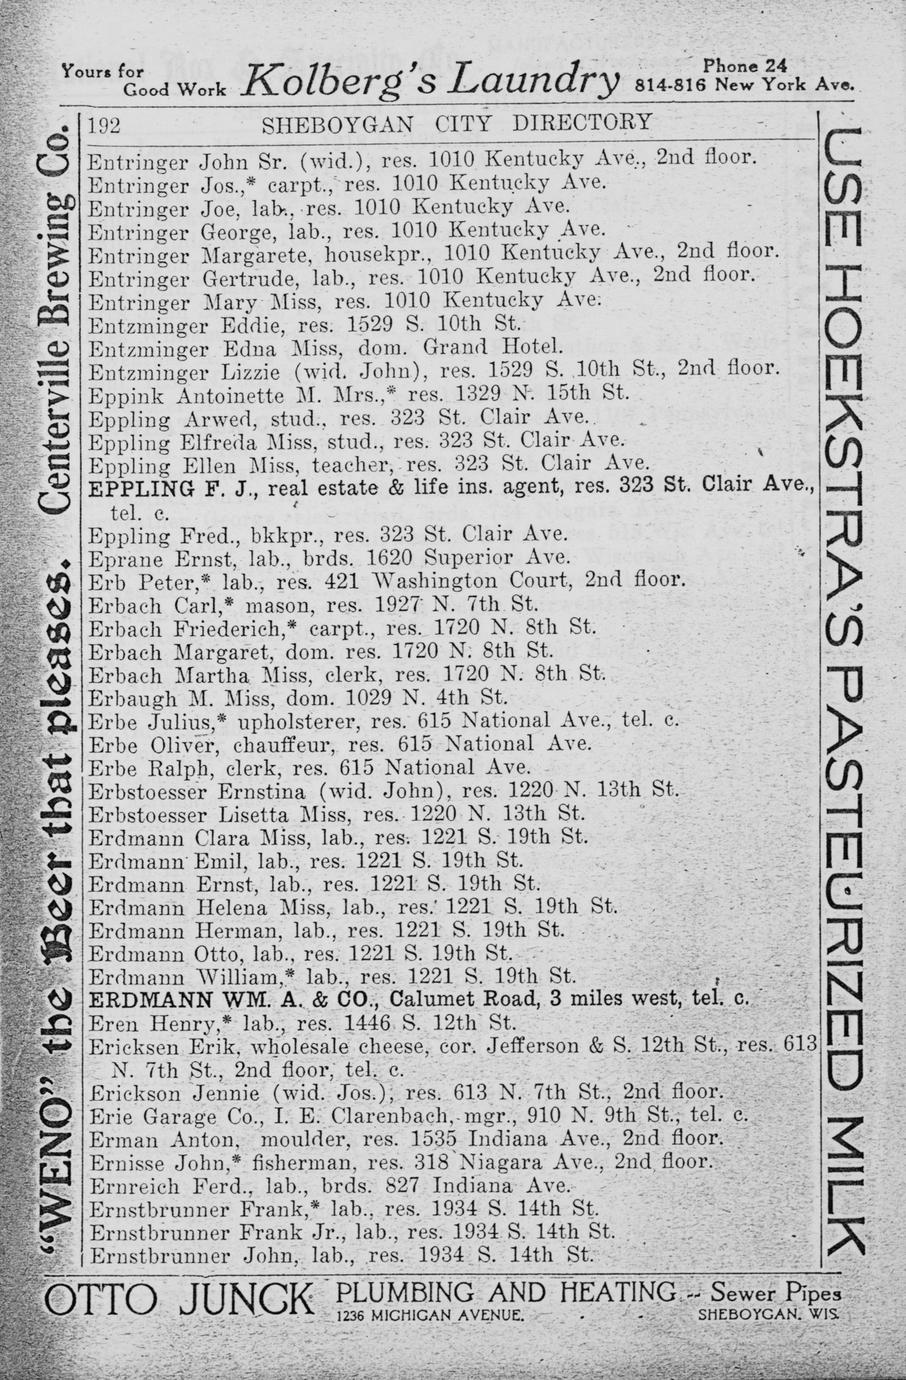 Yours for
Good Work
Kolberg's Laundry
Phone 24
814-816 New York Ave.
192 SHEBOYGAN CITY DIRECTORY
Entringer John Sr. (wid.), res. 1010 Kentucky Ave., 2nd floor.
Entringer Jos.,* carpt., res. 1010 Kentucky Ave.
Entringer Joe, lab., res. 1010 Kentucky Ave.
Entringer George, lab., res. 1010 Kentucky Ave.
Entringer Margarete, housekpr., 1010 Kentucky Ave., 2nd floor.
Entringer Gertrude, lab., res. 1010 Kentucky Ave., 2nd floor.
Entringer Mary Miss, res. 1010 Kentucky Ave.
Entzminger Eddie, res. 1529 S. 10th St.
Entzminger Edna Miss, dom. Grand Hotel.
Entzminger Lizzie (wid. John), res. 1529 S. 10th St., 2nd floor.
Eppink Antoinette M. Mrs.,* res. 1329 N. 15th St.
Eppling Arwed, stud., res. 323 St. Clair Ave.
Eppling Elfreda Miss, stud., res. 323 St. Clair Ave.
Eppling Ellen Miss, teacher, res. 323 St. Clair Ave.
EPPLING F. J., real estate & life ins. agent, res. 323 St. Clair Ave.,
tel. c.
Eppling Fred., bkkpr., res. 323 St. Clair Ave.
Eprane Ernst, lab., brds. 1620 Superior Ave.
Erb Peter,* lab., res. 421 Washington Court, 2nd floor.
Erbach Carl,* mason, res. 1927 N. 7th St.
Erbach Friederich,* carpt., res. 1720 N. 8th St.
Erbach Margaret, dom. res. 1720 N. 8th St.
Erbach Martha Miss, clerk, res. 1720 N. 8th St.
Erbaugh M. Miss, dom. 1029 N. 4th St.
Erbe Julius,* upholsterer, res. 615 National Ave., tel. c.
Erbe Oliver, chauffeur, res. 615 National Ave.
Erbe Ralph, clerk, res. 615 National Ave.
Erbstoesser Ernstina (wid. John), res. 1220 N. 13th St.
Erbstoesser Lisetta Miss, res. 1220 N. 13th St.
Erdmann Clara Miss, lab., res. 1221 S. 19th St.
Erdmann Emil, lab., res. 1221 S. 19th St.
Erdmann Ernst, lab., res. 1221 S. 19th St.
Erdmann Helena Miss, lab., res. 1221 S. 19th St.
Erdmann Herman, lab., res. 1221 S. 19th St.
Erdmann Otto, lab., res. 1221 S. 19th St.
Erdmann William,* lab., res. 1221 S. 19th St.
ERDMANN WM. A. & CO., Calumet Road, 3 miles west, tel. c.
Eren Henry,* lab., res. 1446 S. 12th St.
Ericksen Erik, wholesale cheese, cor. Jefferson & S. 12th St., res. 613
N. 7th St., 2nd floor, tel. c.
Erickson Jennie (wid. Jos.), res. 613 N. 7th St., 2nd floor.
Erie Garage Co., I. E. Clarenbach, mgr., 910 N. 9th St., tel. c.
Erman Anton, moulder, res. 1535 Indiana Ave., 2nd floor.
Ernisse John,* fisherman, res. 318 Niagara Ave., 2nd floor.
Ernreich Ferd., lab., brds. 827 Indiana Ave.
Ernstbrunner Frank,* lab., res. 1934 S. 14th St.
Ernstbrunner Frank Jr., lab., res. 1934 S. 14th St.
Ernstbrunner John, lab., res. 1934 S. 14th St.
"WENO" the Beer that pleases. Centerville Brewing Co.
USE HOEKSTRA'S PASTEURIZED MILK
OTTO JUNCK PLUMBING AND HEATING -- Sewer Pipes
1236 MICHIGAN AVENUE. SHEBOYGAN, WIS.